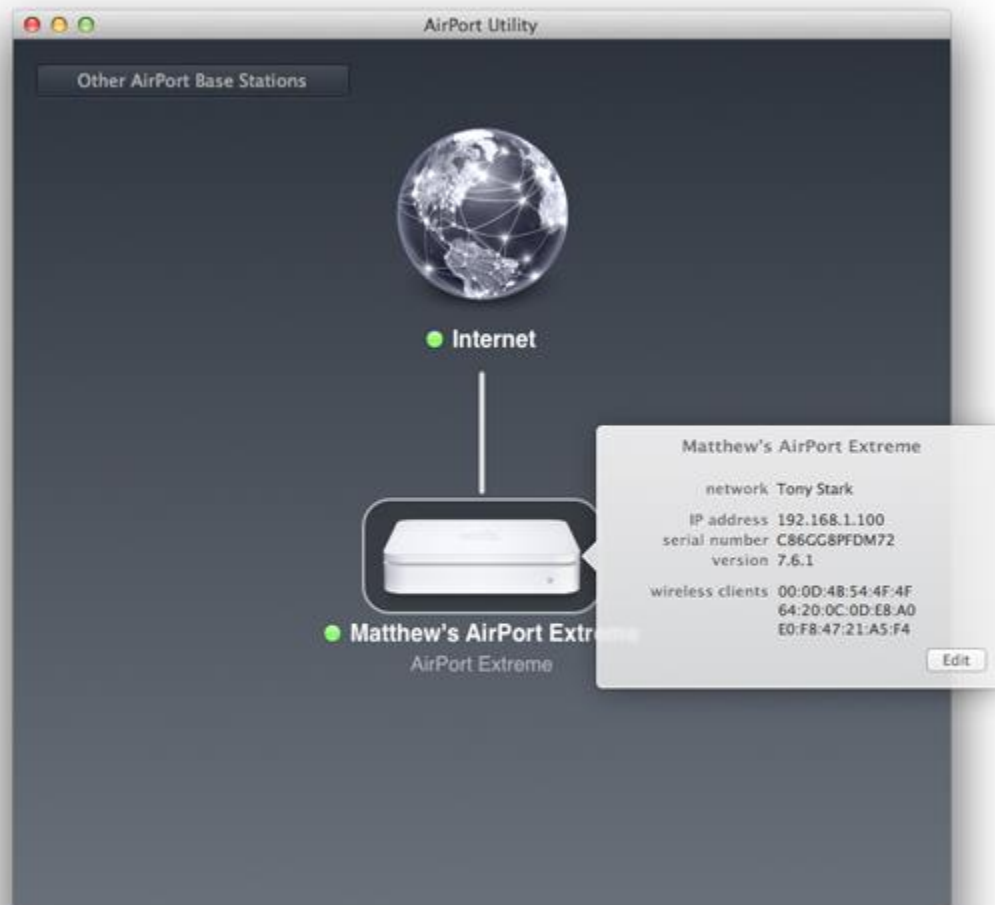 AirPort Utility
Other AirPort Base Stations
Internet
Matthew's AirPort Extreme
AirPort Extreme
Matthew's AirPort Extreme
network Tony Stark
IP address 192.168.1.100
serial number C86GG8PFDM72
version 7.6.1
wireless clients 00:0D:4B:54:4F:4F
64:20:0C:0D:E8:A0
E0:F8:47:21:A5:F4
Edit